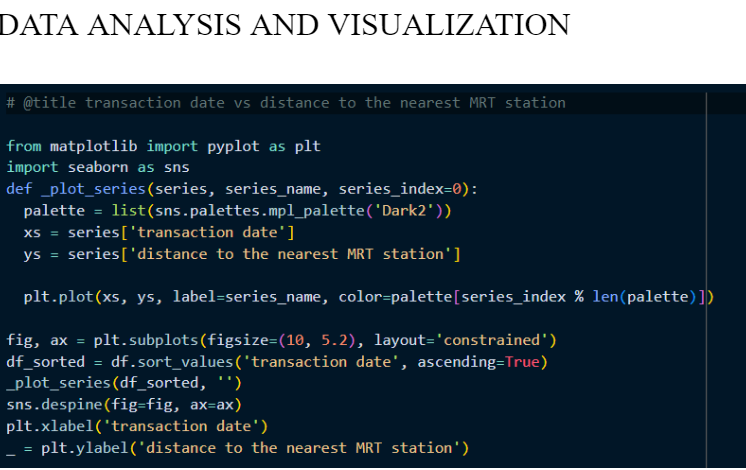 DATA ANALYSIS AND VISUALIZATION
# @title transaction date vs distance to the nearest MRT station
from matplotlib import pyplot as plt
import seaborn as sns
def _plot_series(series, series_name, series_index=0):
  palette = list(sns.palettes.mpl_palette('Dark2'))
  xs = series['transaction date']
  ys = series['distance to the nearest MRT station']
  plt.plot(xs, ys, label=series_name, color=palette[series_index % len(palette)])
fig, ax = plt.subplots(figsize=(10, 5.2), layout='constrained')
df_sorted = df.sort_values('transaction date', ascending=True)
_plot_series(df_sorted, '')
sns.despine(fig=fig, ax=ax)
plt.xlabel('transaction date')
_ = plt.ylabel('distance to the nearest MRT station')